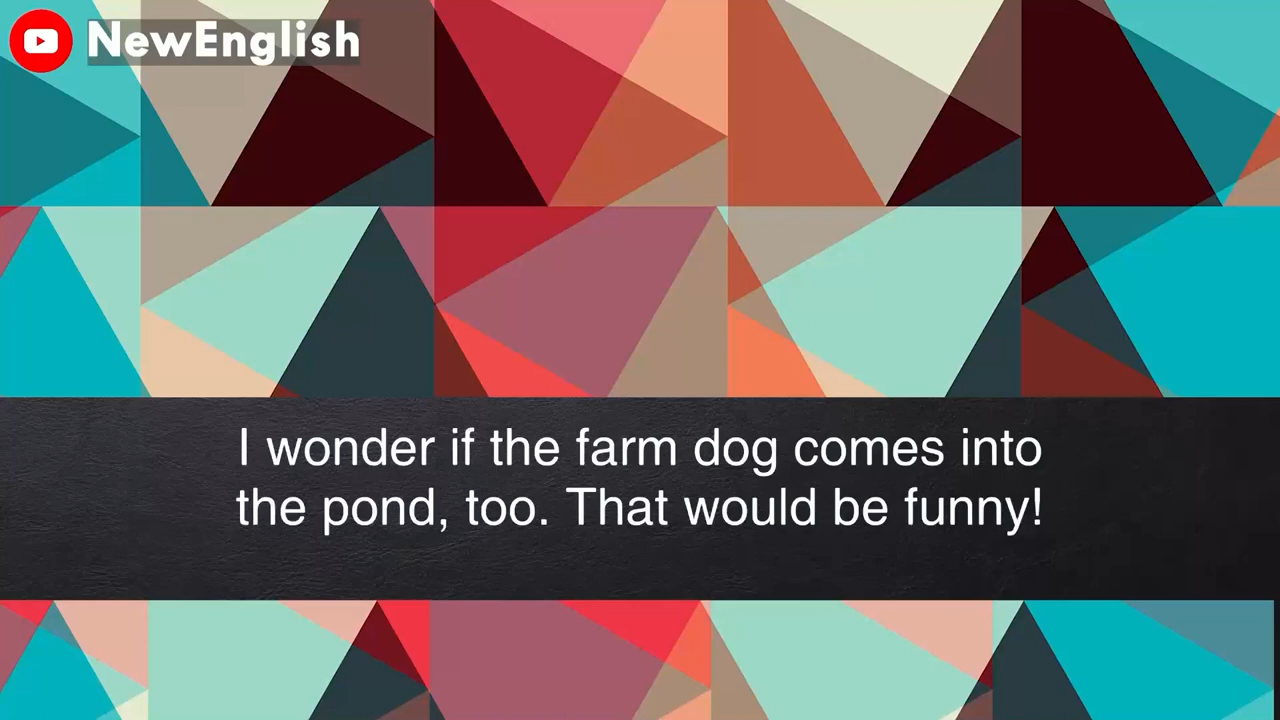 NewEnglish
I wonder if the farm dog comes into
the pond, too. That would be funny!